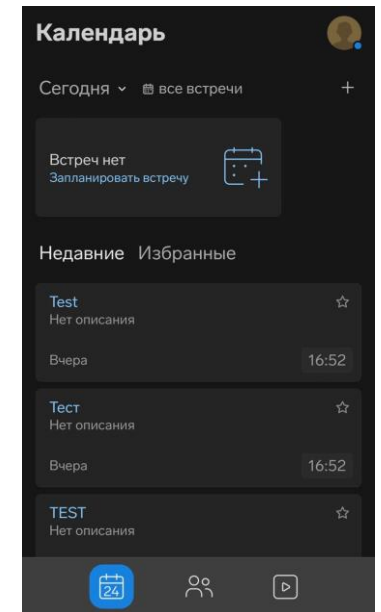 Календарь
Сегодня все встречи +
Встреч нет
Запланировать встречу
Недавние Избранные
Test
Нет описания
Вчера 16:52
Тест
Нет описания
Вчера 16:52
TEST
Нет описания
24